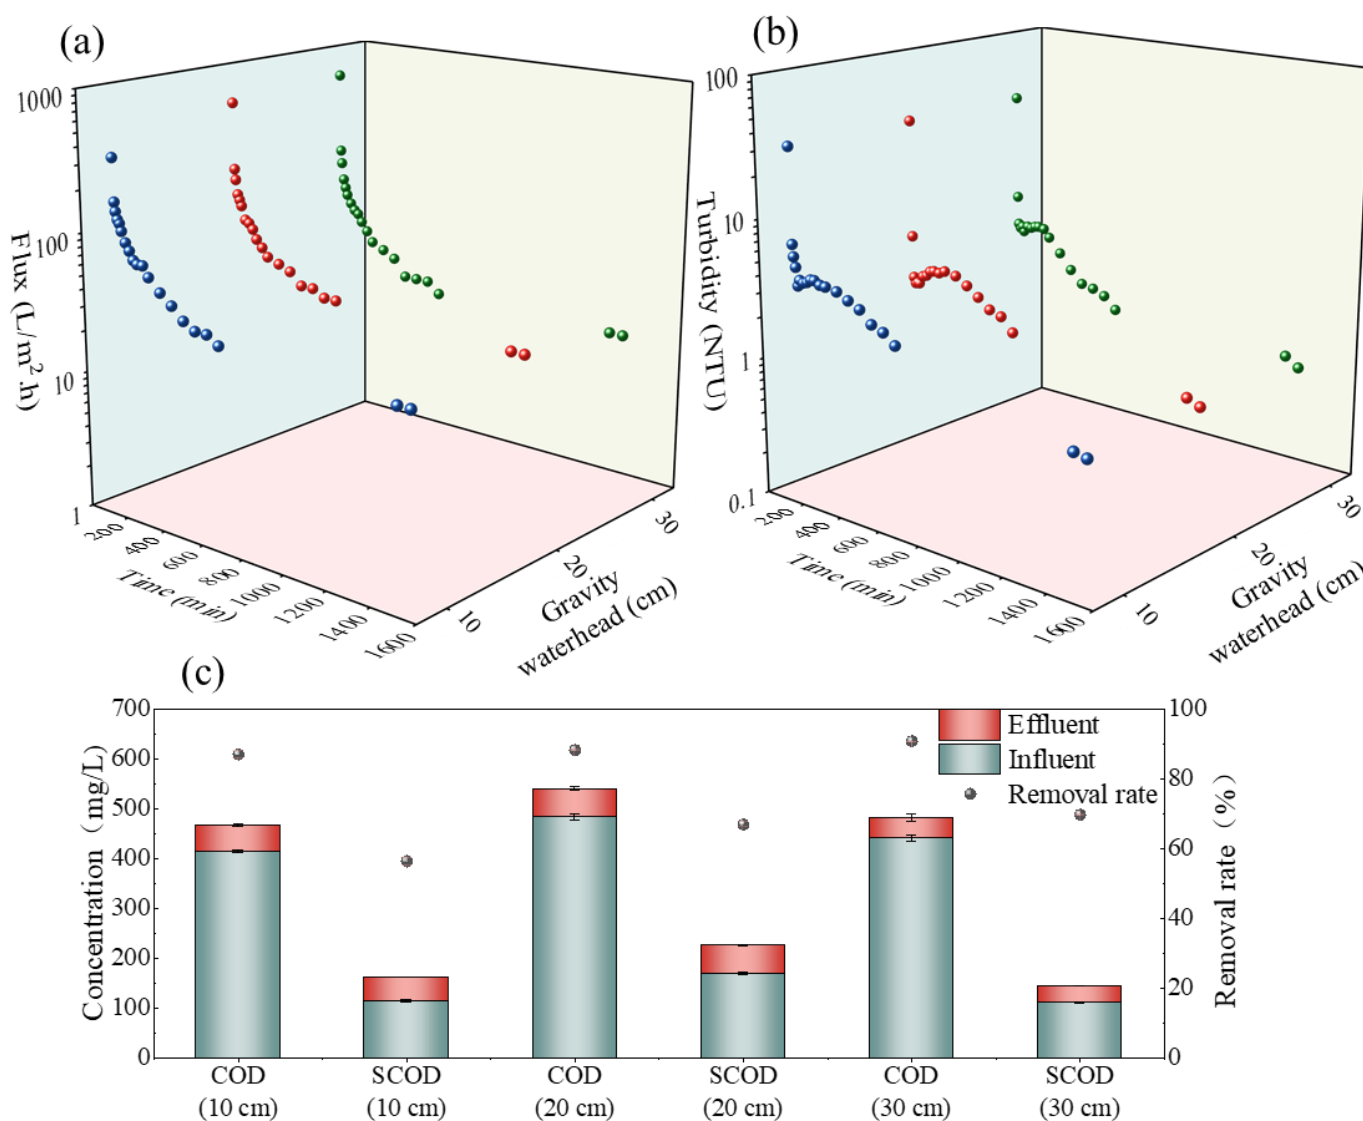 (a)
1000
100
10
1
Flux (L/m² h)
200
400
600
800
1000
1200
1400
1600
Time (min)
10
20
30
Gravity
waterhead (cm)
(b)
100
10
1
0.1
Turbidity (NTU)
200
400
600
800
1000
1200
1400
1600
Time (min)
10
20
30
Gravity
waterhead (cm)
(c)
700
600
500
400
300
200
100
0
Concentration (mg/L)
Effluent
Influent
Removal rate
100
80
60
40
20
0
Removal rate (%)
COD SCOD COD SCOD COD SCOD
(10 cm) (10 cm) (20 cm) (20 cm) (30 cm) (30 cm)